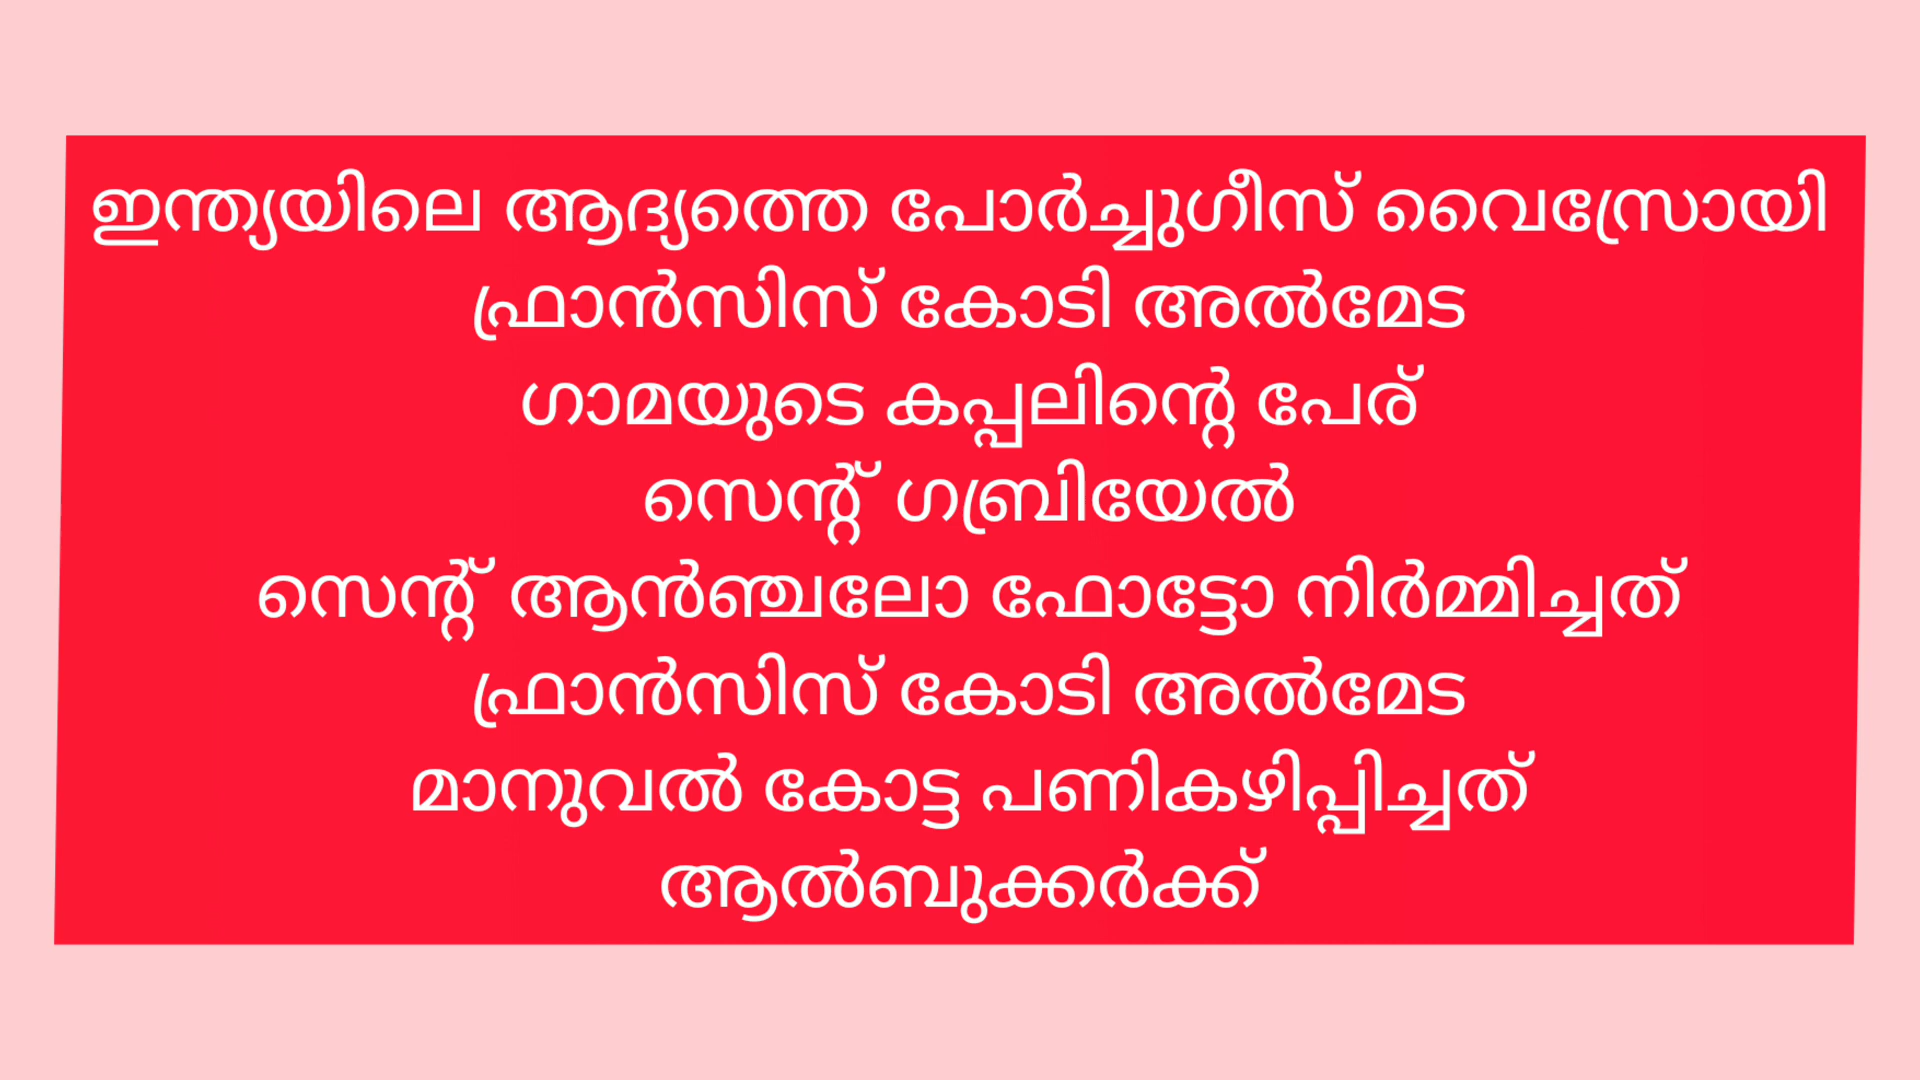 ഇന്ത്യയിലെ ആദ്യത്തെ പോർച്ചുഗീസ് വൈസ്രോയി
ഫ്രാൻസിസ് കോടി അൽമേട
ഗാമയുടെ കപ്പലിന്റെ പേര്
സെന്റ് ഗബ്രിയേൽ
സെന്റ് ആൻഞ്ചലോ ഫോട്ടോ നിർമ്മിച്ചത്
ഫ്രാൻസിസ് കോടി അൽമേട
മാനുവൽ കോട്ട പണികഴിപ്പിച്ചത്
ആൽബുക്കർക്ക്